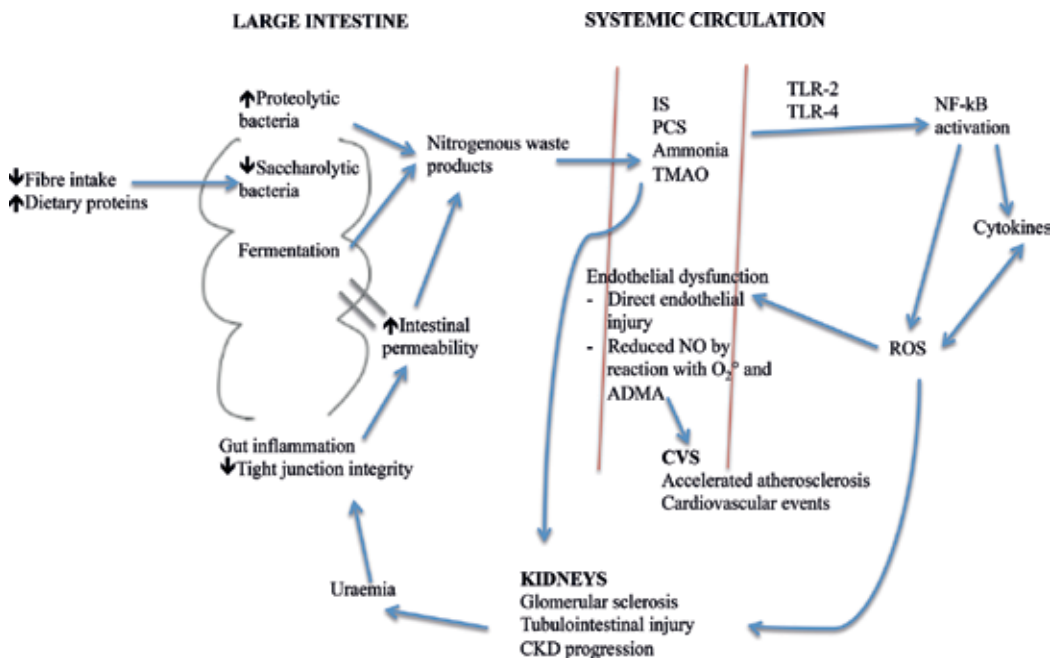 LARGE INTESTINE
SYSTEMIC CIRCULATION
↑Proteolytic
bacteria
↓Saccharolytic
bacteria
Fermentation
↓Fibre intake
↑Dietary proteins
Nitrogenous waste
products
↑Intestinal
permeability
Gut inflammation
↓Tight junction integrity
Uraemia
IS
PCS
Ammonia
TMAO
TLR-2
TLR-4
NF-kB
activation
Cytokines
ROS
Endothelial dysfunction
- Direct endothelial
injury
- Reduced NO by
reaction with O₂° and
ADMA
CVS
Accelerated atherosclerosis
Cardiovascular events
KIDNEYS
Glomerular sclerosis
Tubulointestinal injury
CKD progression